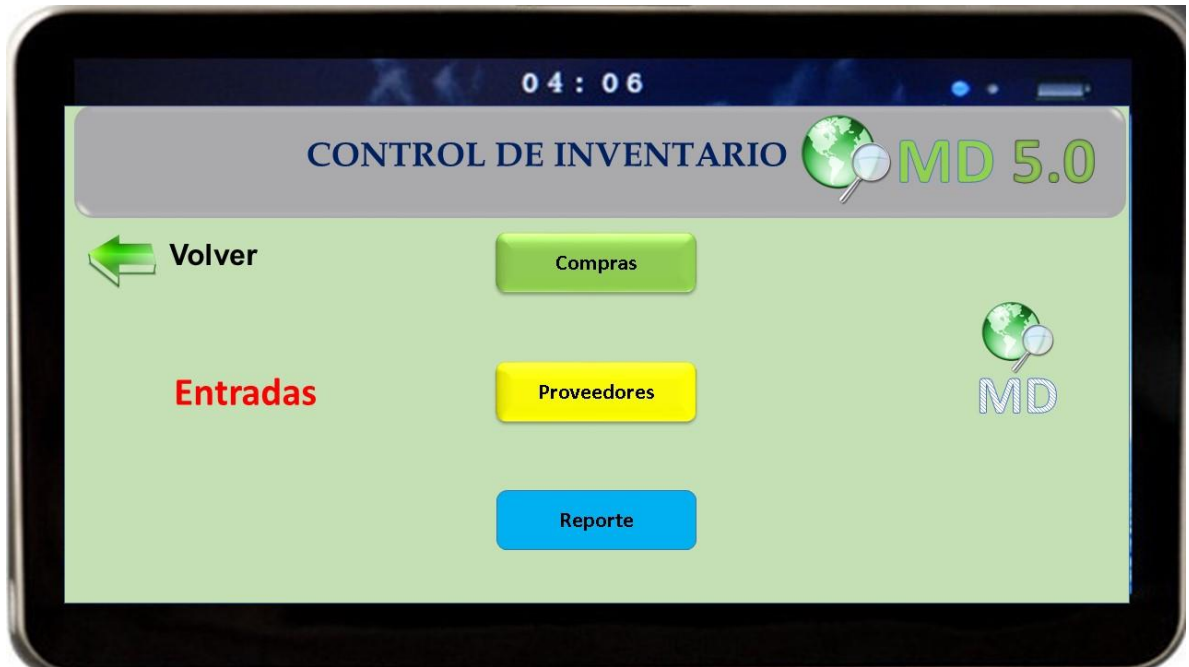 04:06
CONTROL DE INVENTARIO MD 5.0
Volver
Compras
Entradas
Proveedores
MD
Reporte